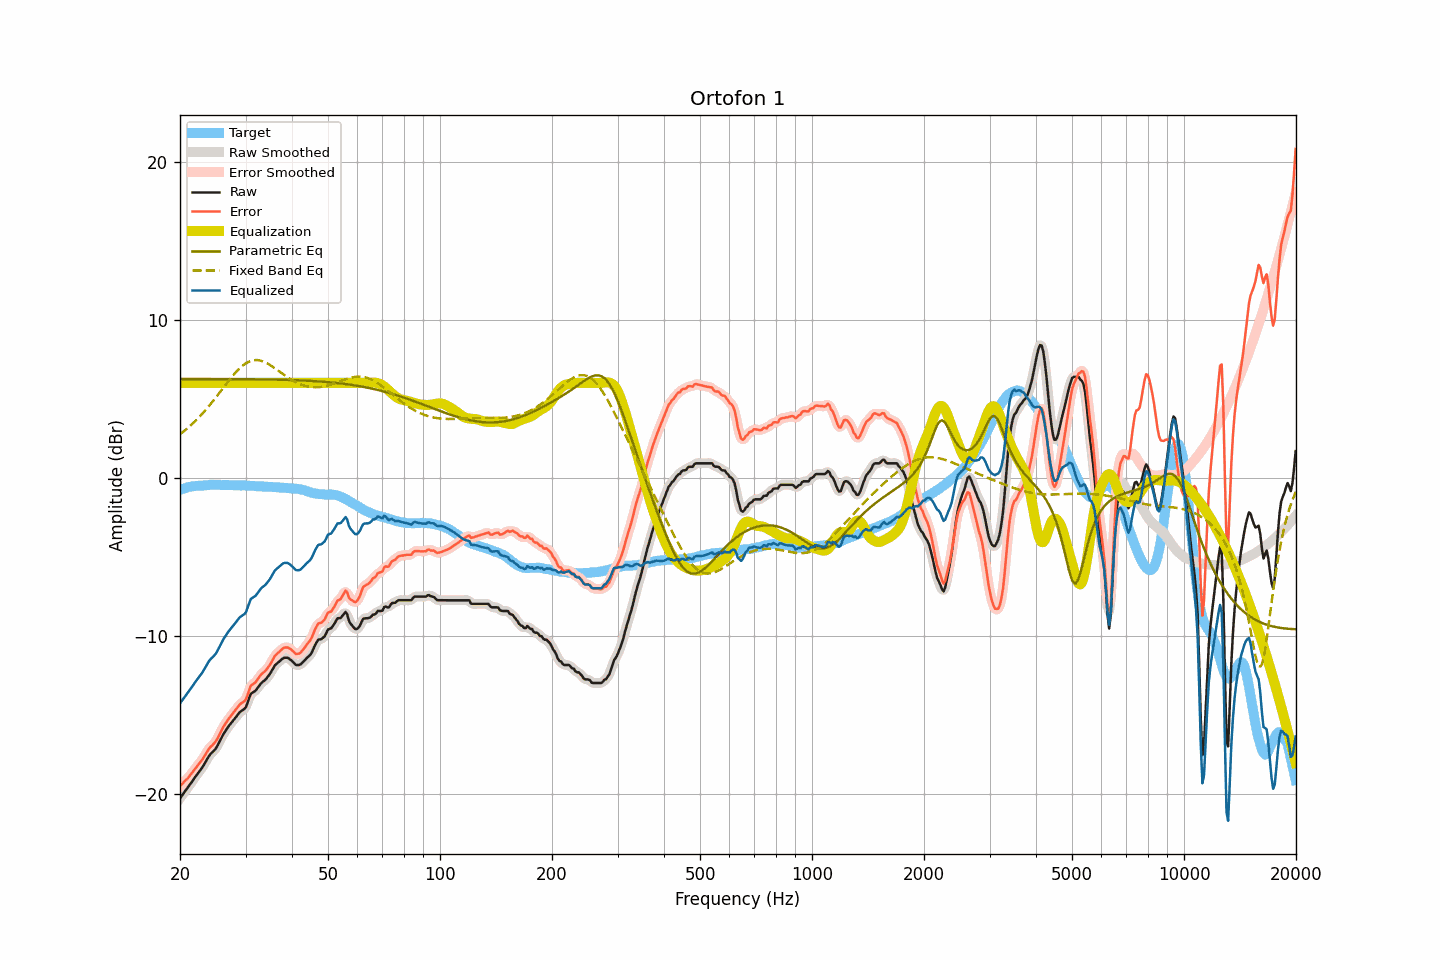 Ortofon 1
Target
Raw Smoothed
Error Smoothed
Raw
Error
Equalization
Parametric Eq
Fixed Band Eq
Equalized
20
10
0
−10
−20
Amplitude (dBr)
20 50 100 200 500 1000 2000 5000 10000 20000
Frequency (Hz)